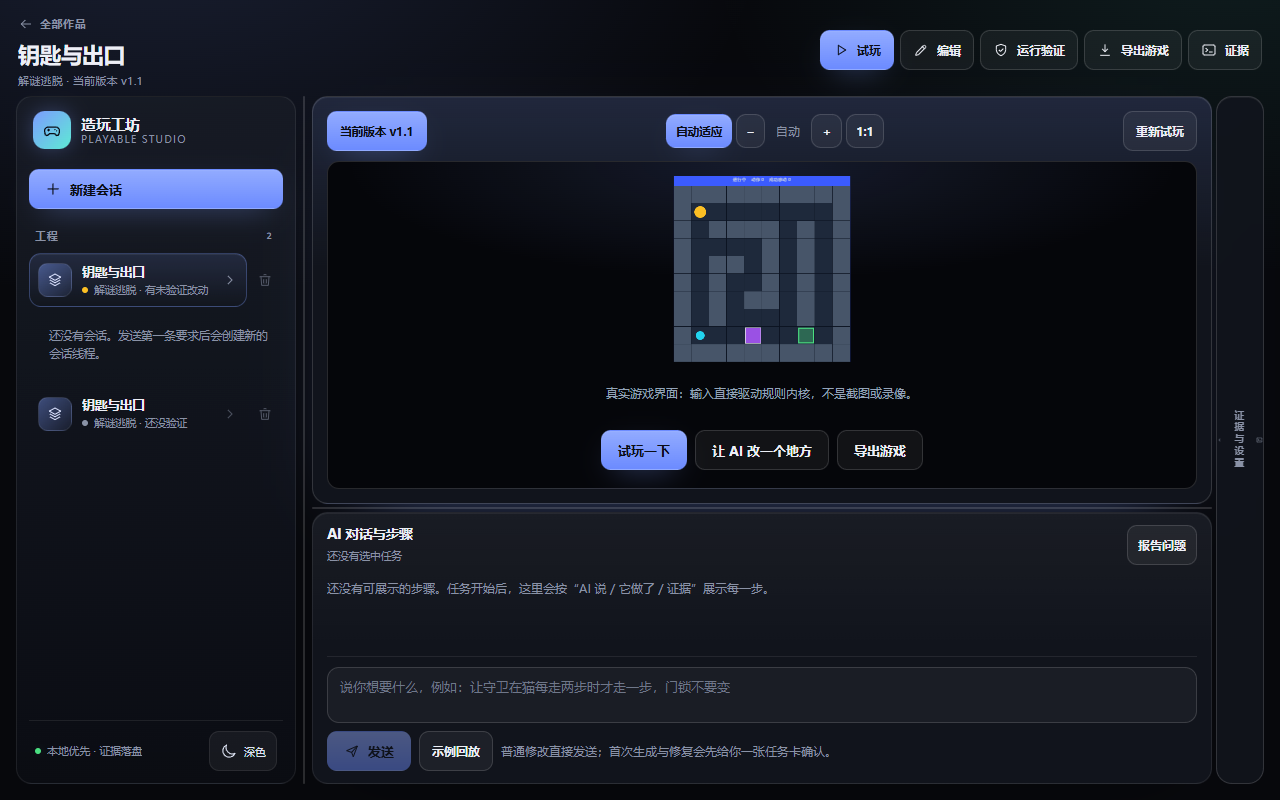 全部作品
钥匙与出口
解谜逃脱 · 当前版本 v1.1
试玩
编辑
运行验证
导出游戏
证据
造玩工坊
PLAYABLE STUDIO
新建会话
工程
2
钥匙与出口
解谜逃脱 · 有未验证改动
还没有会话。发送第一条要求后会创建新的
会话线程。
钥匙与出口
解谜逃脱 · 还没验证
本地优先 · 证据落盘
深色
当前版本 v1.1
自动适应
−
自动
+
1:1
重新试玩
真实游戏界面：输入直接驱动规则内核，不是截图或录像。
试玩一下
让 AI 改一个地方
导出游戏
AI 对话与步骤
还没有选中任务
报告问题
还没有可展示的步骤。任务开始后，这里会按“AI 说 / 它做了 / 证据”展示每一步。
说你想要什么，例如：让守卫在猫每走两步时才走一步，门锁不要变
发送
示例回放
普通修改直接发送；首次生成与修复会先给你一张任务卡确认。
证据与设置